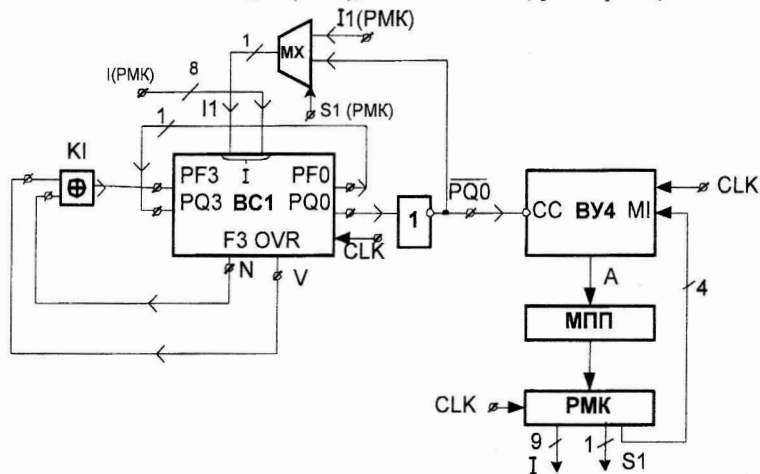 I1(РМК)
1
MX
8
I(РМК)
I1
S1 (РМК)
1
KI
⊕
PF3 I PF0
PQ3 ВС1 PQ0
F3 OVR
1
PQ0
CLK
N V
CC ВУ4 MI
CLK
A
4
МПП
CLK
РМК
9
1
I
S1